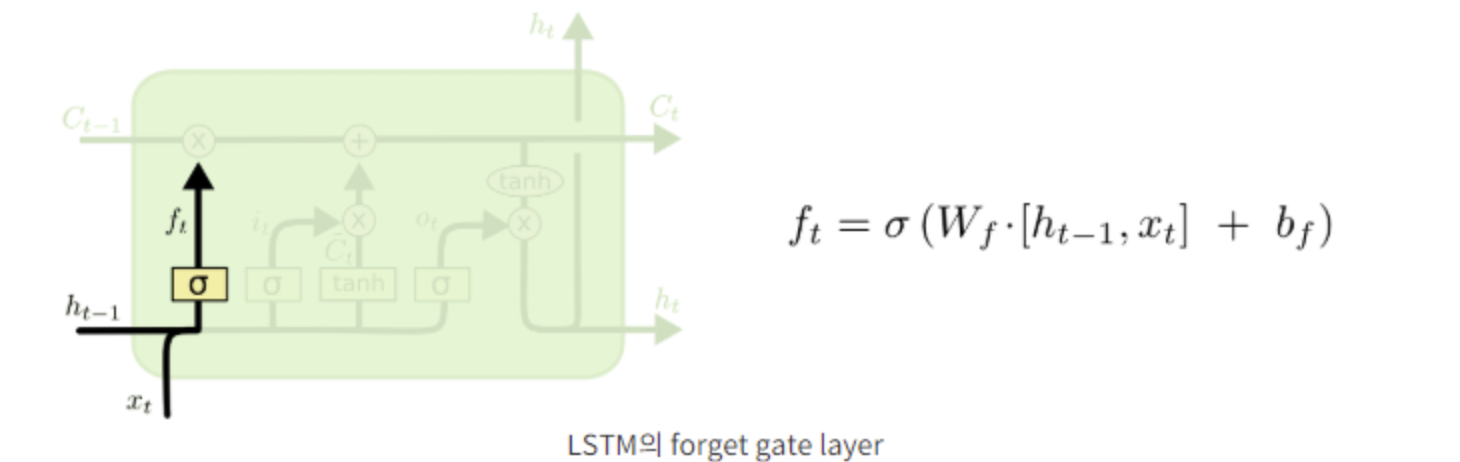 h_t
C_{t-1}
C_t
×
+
tanh
f_t
i_t
×
o_t
×
C̃_t
σ
σ
tanh
σ
h_{t-1}
h_t
x_t
f_t = σ (W_f · [h_{t-1}, x_t] + b_f)
LSTM의 forget gate layer